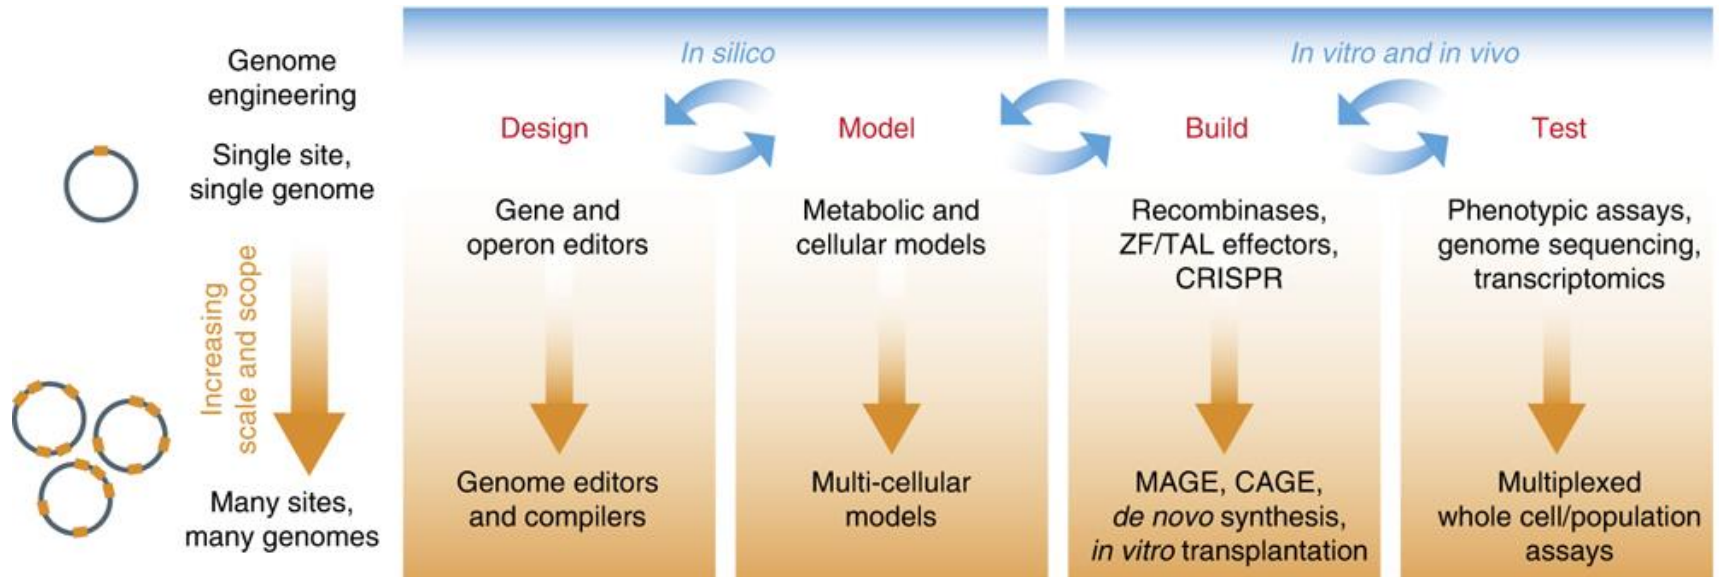 Genome
engineering
Single site,
single genome
Increasing
scale and scope
Many sites,
many genomes
In silico
In vitro and in vivo
Design
Model
Build
Test
Gene and
operon editors
Metabolic and
cellular models
Recombinases,
ZF/TAL effectors,
CRISPR
Phenotypic assays,
genome sequencing,
transcriptomics
Genome editors
and compilers
Multi-cellular
models
MAGE, CAGE,
de novo synthesis,
in vitro transplantation
Multiplexed
whole cell/population
assays